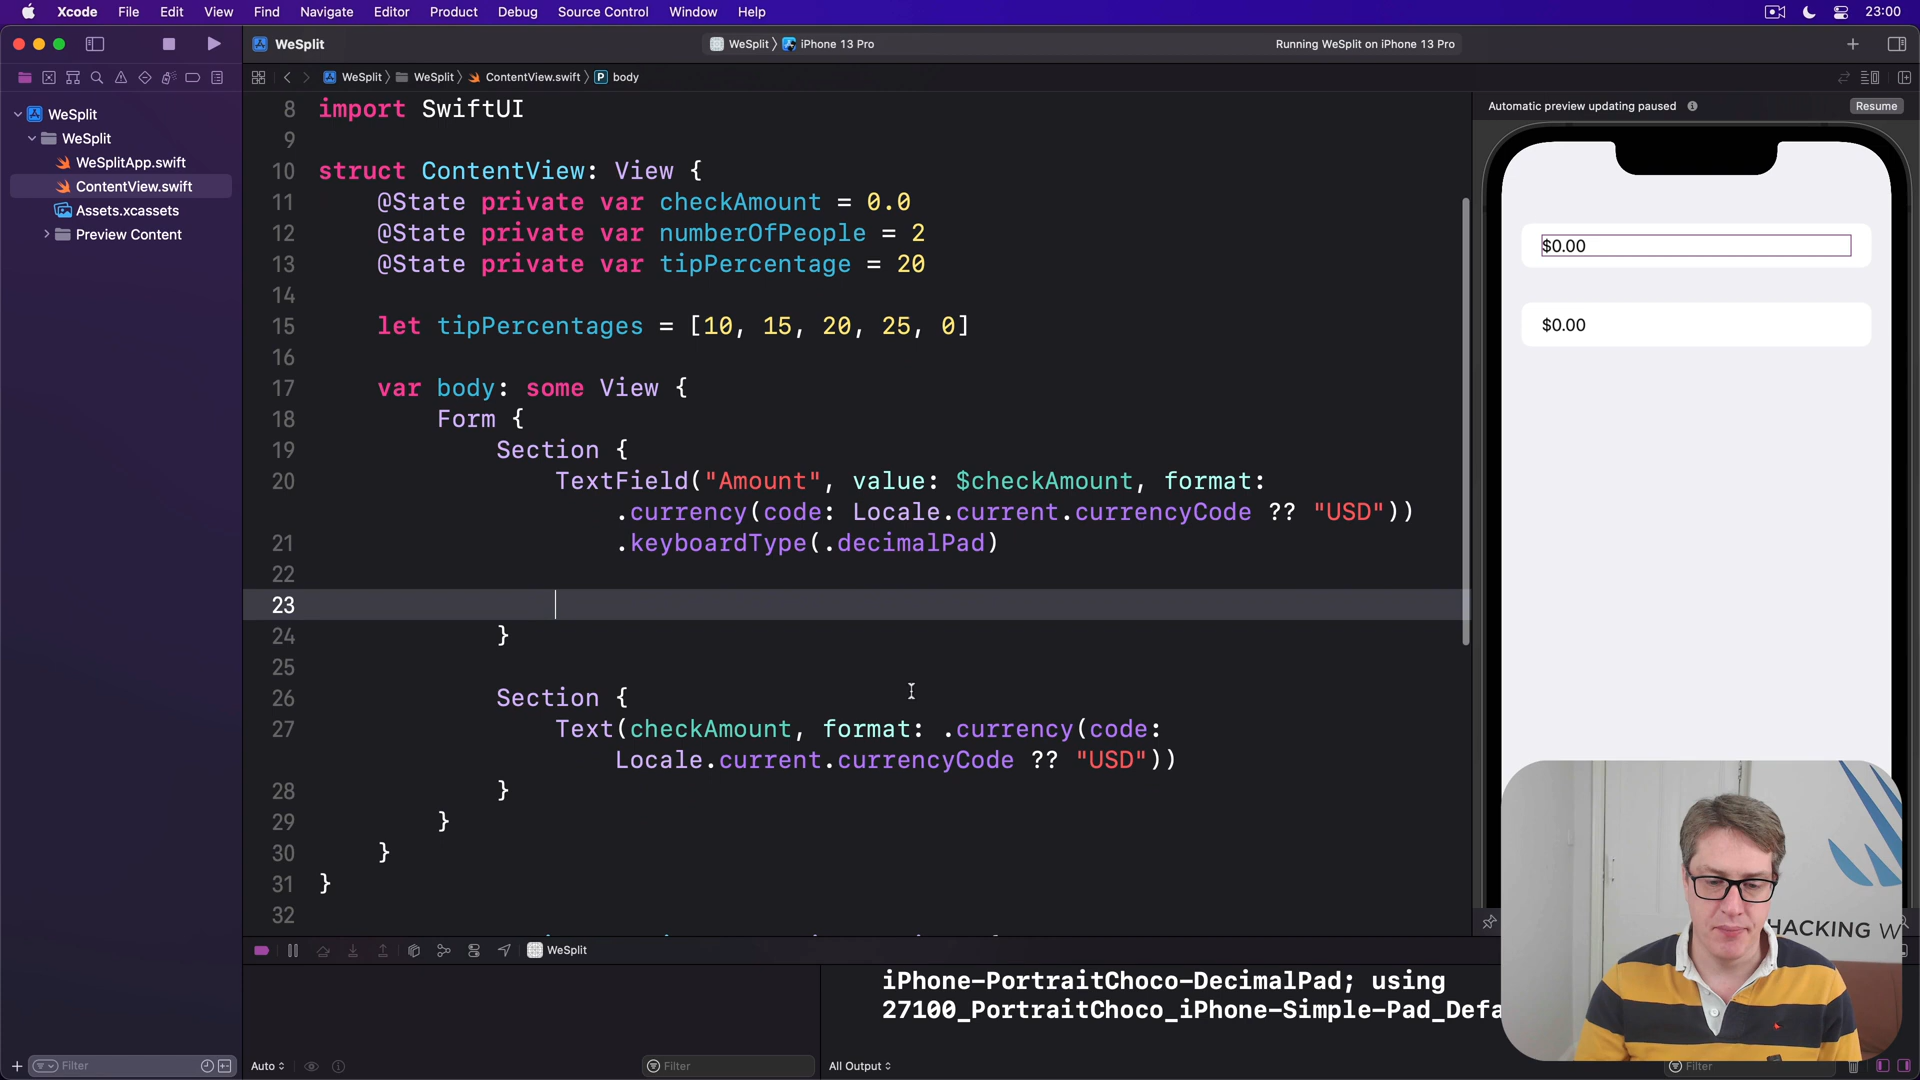 Xcode File Edit View Find Navigate Editor Product Debug Source Control Window Help 23:00
WeSplit WeSplit iPhone 13 Pro Running WeSplit on iPhone 13 Pro
WeSplit WeSplit ContentView.swift P body
WeSplit
WeSplit
WeSplitApp.swift
ContentView.swift
Assets.xcassets
Preview Content
Filter
8 import SwiftUI
9
10 struct ContentView: View {
11 @State private var checkAmount = 0.0
12 @State private var numberOfPeople = 2
13 @State private var tipPercentage = 20
14
15 let tipPercentages = [10, 15, 20, 25, 0]
16
17 var body: some View {
18 Form {
19 Section {
20 TextField("Amount", value: $checkAmount, format:
.currency(code: Locale.current.currencyCode ?? "USD"))
21 .keyboardType(.decimalPad)
22
23
24 }
25
26 Section {
27 Text(checkAmount, format: .currency(code:
Locale.current.currencyCode ?? "USD"))
28 }
29 }
30 }
31 }
32
Automatic preview updating paused Resume
$0.00
$0.00
HACKING W
WeSplit
iPhone-PortraitChoco-DecimalPad; using
27100_PortraitChoco_iPhone-Simple-Pad_Defa
Auto Filter All Output Filter